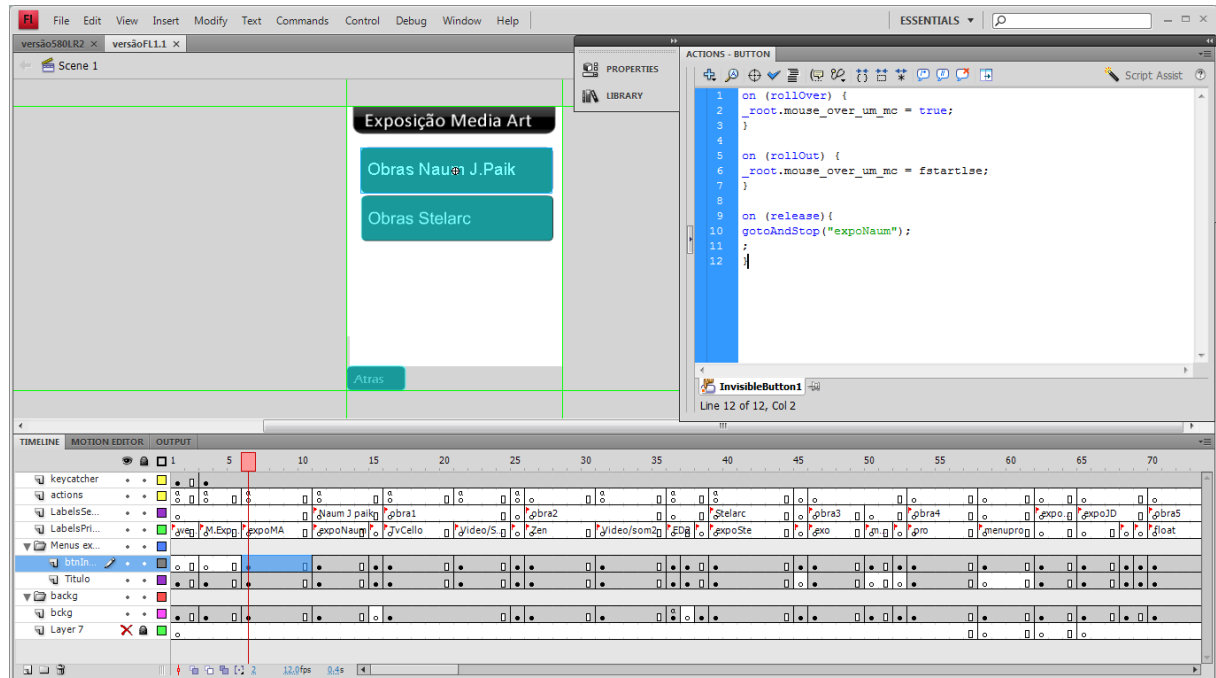 FL File Edit View Insert Modify Text Commands Control Debug Window Help ESSENTIALS
versão580LR2 × versãoFL1.1 ×
Scene 1
PROPERTIES
LIBRARY
ACTIONS - BUTTON
Script Assist
1 on (rollOver) {
2 _root.mouse_over_um_mc = true;
3 }
4
5 on (rollOut) {
6 _root.mouse_over_um_mc = fstartlse;
7 }
8
9 on (release){
10 gotoAndStop("expoNaum");
11 ;
12 }
InvisibleButton1
Line 12 of 12, Col 2
Exposição Media Art
Obras Naum J.Paik
Obras Stelarc
Atras
TIMELINE MOTION EDITOR OUTPUT
1 5 10 15 20 25 30 35 40 45 50 55 60 65 70
keycatcher
actions
LabelsSe... Naum J paik obra1 obra2 Stelarc obra3 obra4 expo. expoJD obra5
LabelsPri... M.Exp expoMA expoNaum TvCello Video/S Zen Video/som2 expoSte exo m. pro menupro float
Menus ex...
btnIn...
Titulo
backg
bckg
Layer 7
2 12.0fps 0.4s